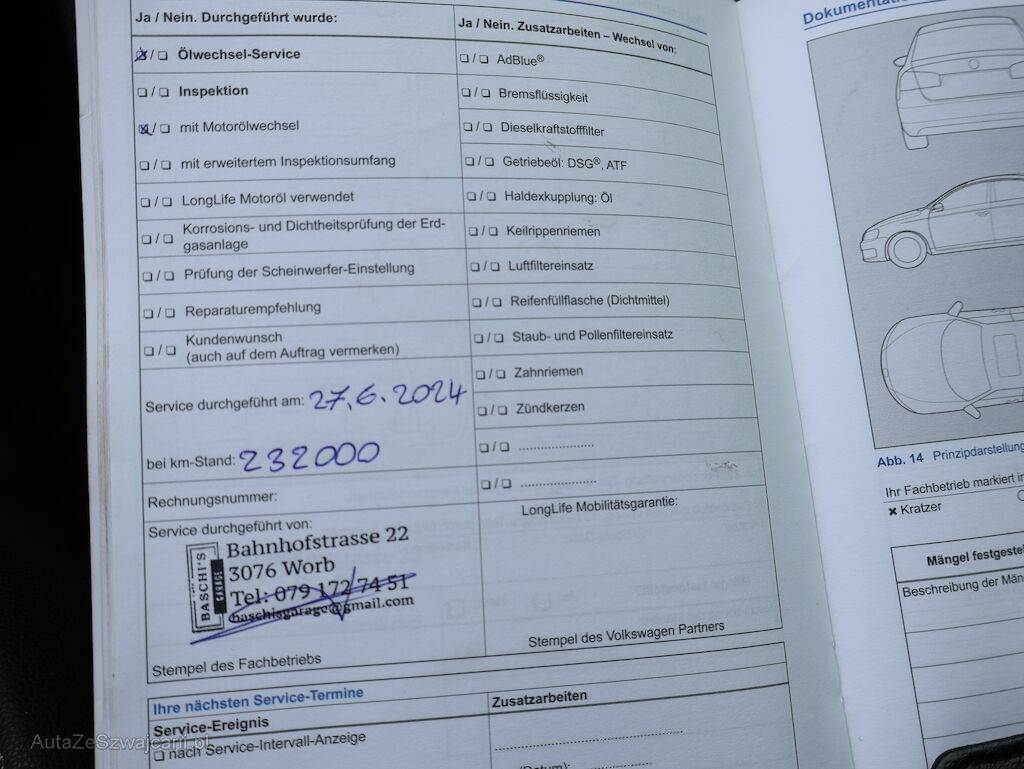 Ja / Nein. Durchgeführt wurde:
☒ / ☐ Ölwechsel-Service
☐ / ☐ Inspektion
☒ / ☐ mit Motorölwechsel
☐ / ☐ mit erweitertem Inspektionsumfang
☐ / ☐ LongLife Motoröl verwendet
☐ / ☐ Korrosions- und Dichtheitsprüfung der Erd-
gasanlage
☐ / ☐ Prüfung der Scheinwerfer-Einstellung
☐ / ☐ Reparaturempfehlung
☐ / ☐ Kundenwunsch
(auch auf dem Auftrag vermerken)
Service durchgeführt am: 27.6.2024
bei km-Stand: 232000
Rechnungsnummer:
Service durchgeführt von:
BASCHI'S
Bahnhofstrasse 22
3076 Worb
Tel: 079 172 74 51
baschisgarage@gmail.com
Stempel des Fachbetriebs
Ja / Nein. Zusatzarbeiten – Wechsel von:
☐ / ☐ AdBlue®
☐ / ☐ Bremsflüssigkeit
☐ / ☐ Dieselkraftstofffilter
☐ / ☐ Getriebeöl: DSG®, ATF
☐ / ☐ Haldexkupplung: Öl
☐ / ☐ Keilrippenriemen
☐ / ☐ Luftfiltereinsatz
☐ / ☐ Reifenfüllflasche (Dichtmittel)
☐ / ☐ Staub- und Pollenfiltereinsatz
☐ / ☐ Zahnriemen
☐ / ☐ Zündkerzen
☐ / ☐ ....................
☐ / ☐ ....................
LongLife Mobilitätsgarantie:
Stempel des Volkswagen Partners
Ihre nächsten Service-Termine
Service-Ereignis
☐ nach Service-Intervall-Anzeige
Zusatzarbeiten
(Datum):
Dokumentatio
Abb. 14 Prinzipdarstellung
Ihr Fachbetrieb markiert in
✖ Kratzer
Mängel festgestel
Beschreibung der Män
AutaZeSzwajcarii.pl